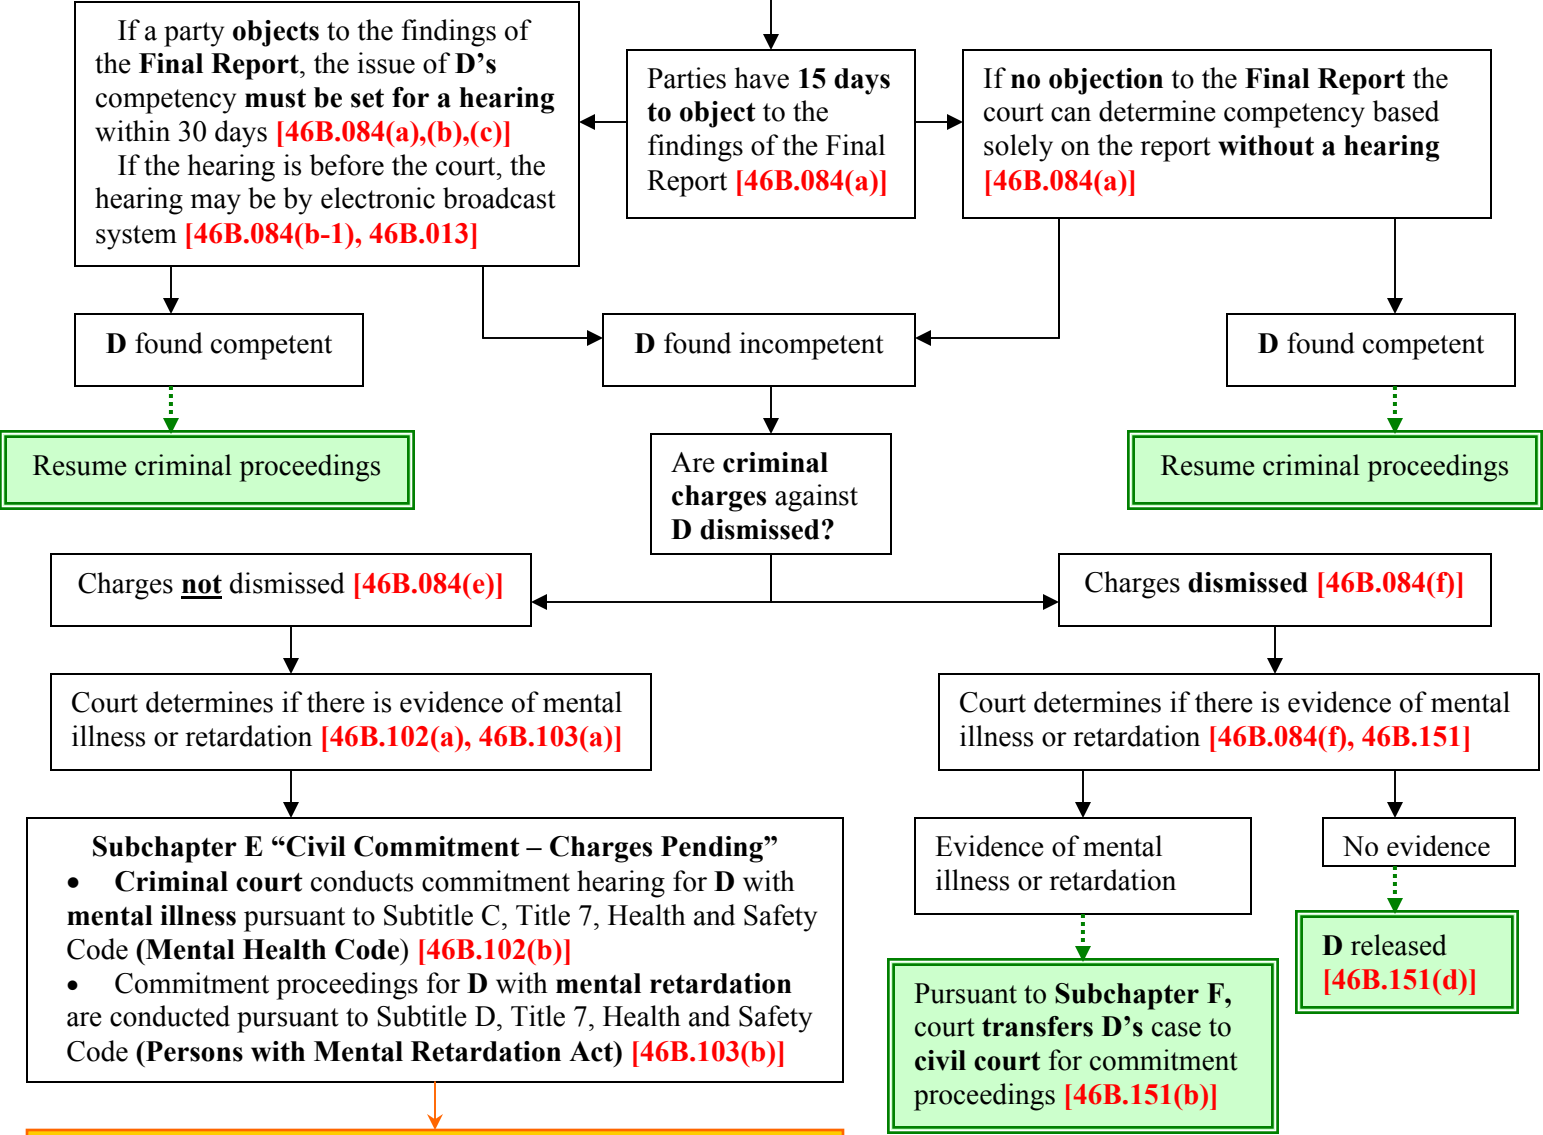 If a party objects to the findings of
the Final Report, the issue of D’s
competency must be set for a hearing
within 30 days [46B.084(a),(b),(c)]
If the hearing is before the court, the
hearing may be by electronic broadcast
system [46B.084(b-1), 46B.013]
Parties have 15 days
to object to the
findings of the Final
Report [46B.084(a)]
If no objection to the Final Report the
court can determine competency based
solely on the report without a hearing
[46B.084(a)]
D found competent
D found incompetent
D found competent
Resume criminal proceedings
Are criminal
charges against
D dismissed?
Resume criminal proceedings
Charges not dismissed [46B.084(e)]
Charges dismissed [46B.084(f)]
Court determines if there is evidence of mental
illness or retardation [46B.102(a), 46B.103(a)]
Court determines if there is evidence of mental
illness or retardation [46B.084(f), 46B.151]
Subchapter E “Civil Commitment – Charges Pending”
• Criminal court conducts commitment hearing for D with
mental illness pursuant to Subtitle C, Title 7, Health and Safety
Code (Mental Health Code) [46B.102(b)]
• Commitment proceedings for D with mental retardation
are conducted pursuant to Subtitle D, Title 7, Health and Safety
Code (Persons with Mental Retardation Act) [46B.103(b)]
Evidence of mental
illness or retardation
No evidence
Pursuant to Subchapter F,
court transfers D’s case to
civil court for commitment
proceedings [46B.151(b)]
D released
[46B.151(d)]